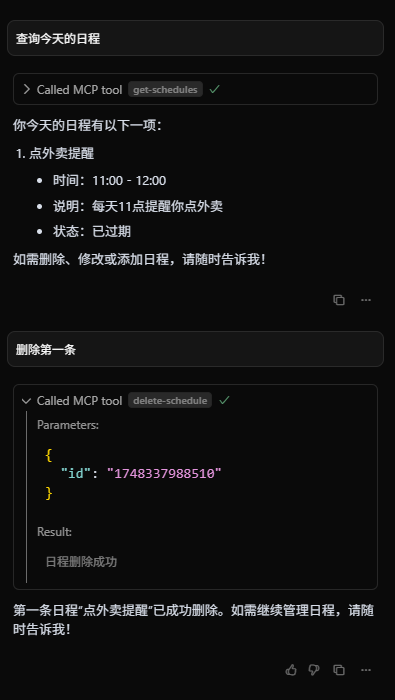 查询今天的日程
Called MCP tool get-schedules
你今天的日程有以下一项：
1. 点外卖提醒
• 时间：11:00 - 12:00
• 说明：每天11点提醒你点外卖
• 状态：已过期
如需删除、修改或添加日程，请随时告诉我！
删除第一条
Called MCP tool delete-schedule
Parameters:
{
"id": "1748337988510"
}
Result:
日程删除成功
第一条日程“点外卖提醒”已成功删除。如需继续管理日程，请随
时告诉我！